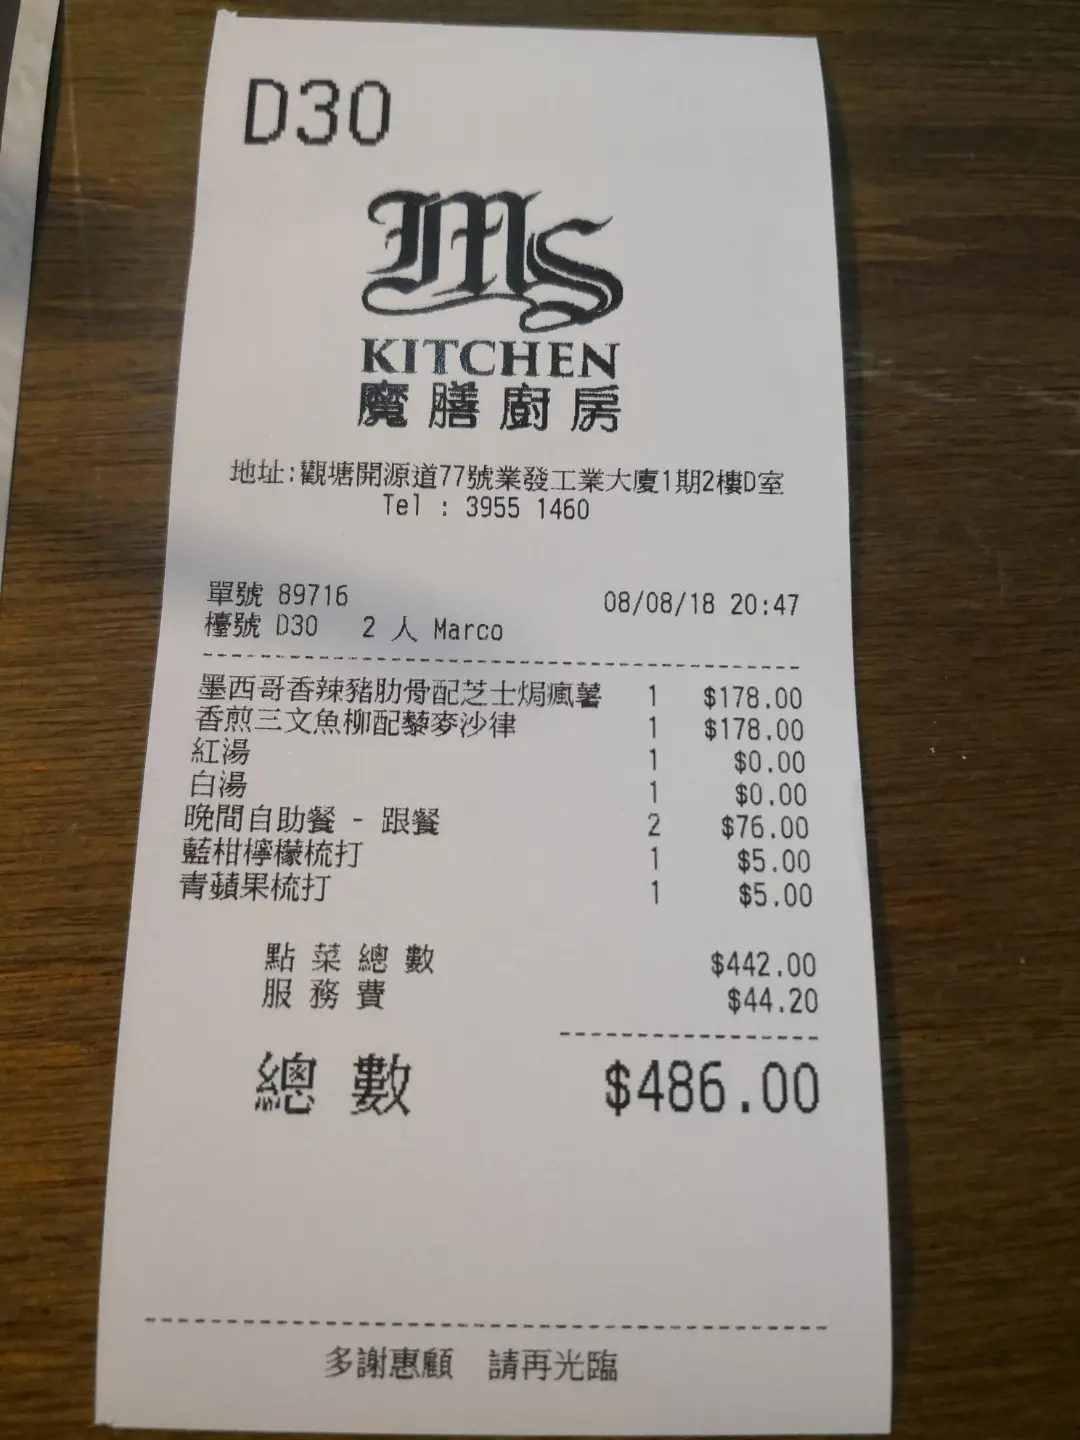 D30
MS
KITCHEN
魔膳廚房
地址:觀塘開源道77號業發工業大廈1期2樓D室
Tel : 3955 1460
單號 89716 08/08/18 20:47
檯號 D30 2 人 Marco
墨西哥香辣豬肋骨配芝士焗瘋薯 1 $178.00
香煎三文魚柳配藜麥沙律 1 $178.00
紅湯 1 $0.00
白湯 1 $0.00
晚間自助餐 - 跟餐 2 $76.00
藍柑檸檬梳打 1 $5.00
青蘋果梳打 1 $5.00
點菜總數 $442.00
服務費 $44.20
總數 $486.00
多謝惠顧 請再光臨